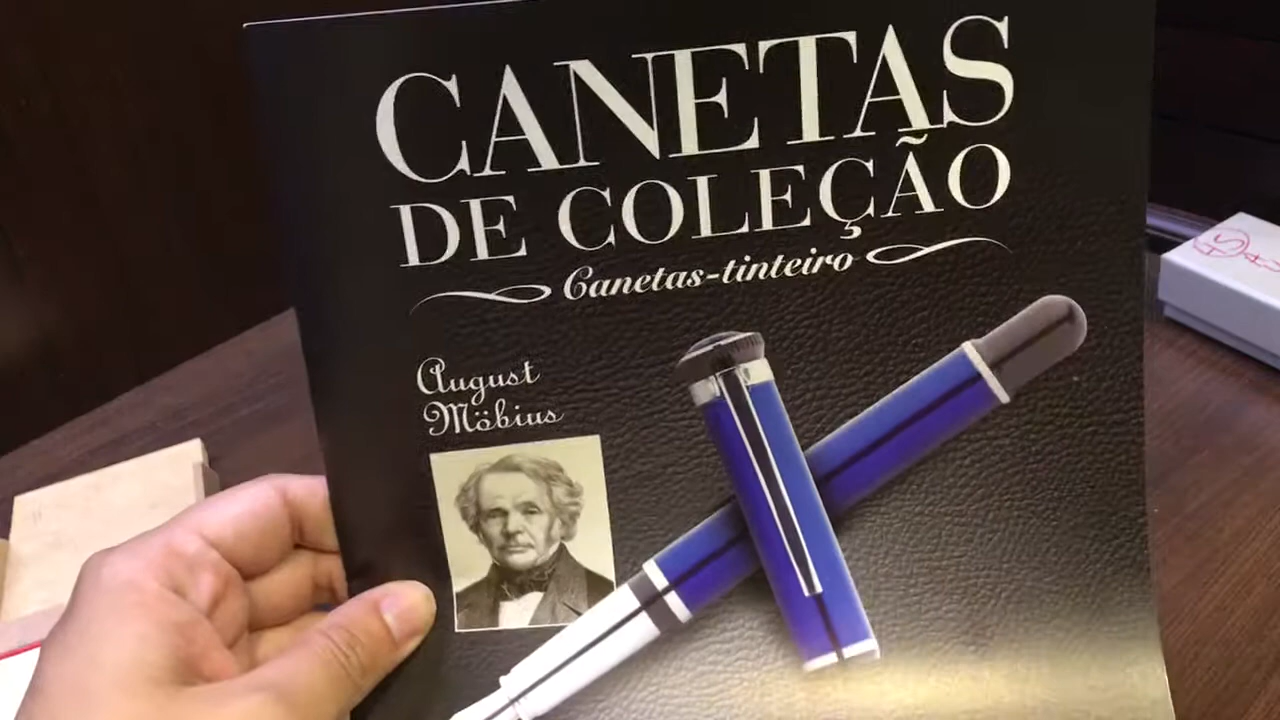 CANETAS
DE COLEÇÃO
Canetas-tinteiro
August
Möbius